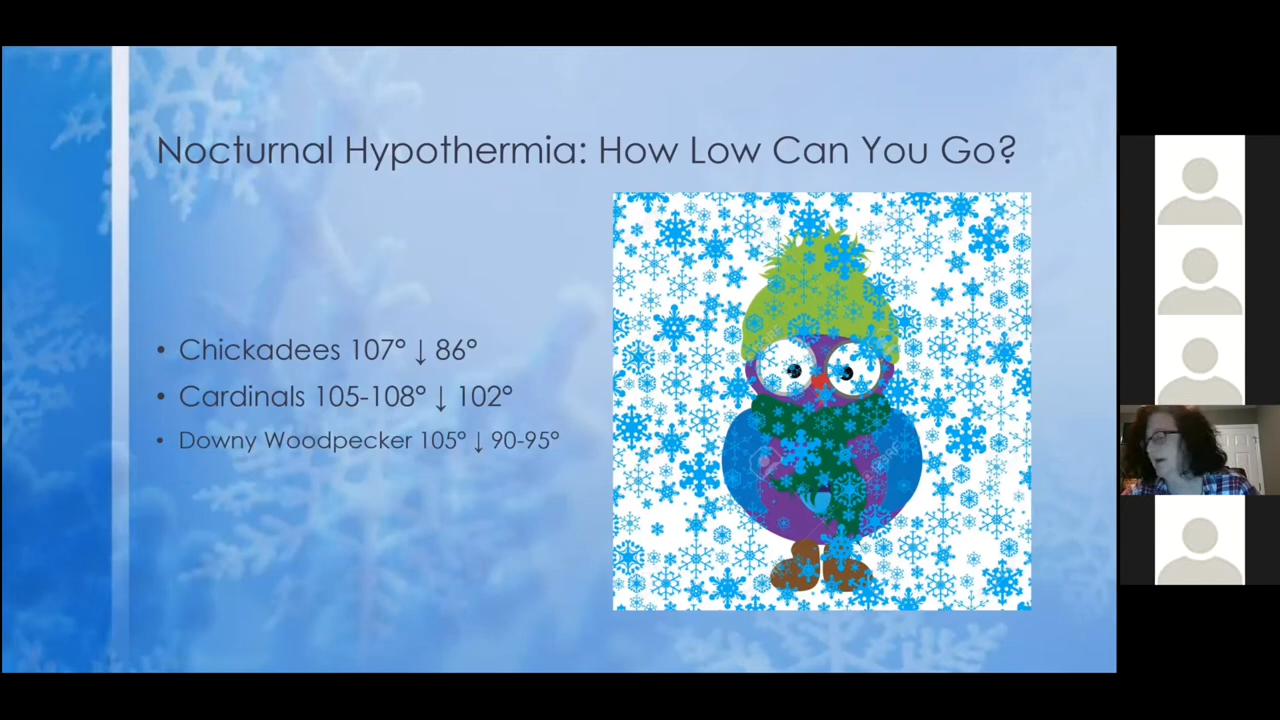 Nocturnal Hypothermia: How Low Can You Go?
• Chickadees 107° ↓ 86°
• Cardinals 105-108° ↓ 102°
• Downy Woodpecker 105° ↓ 90-95°